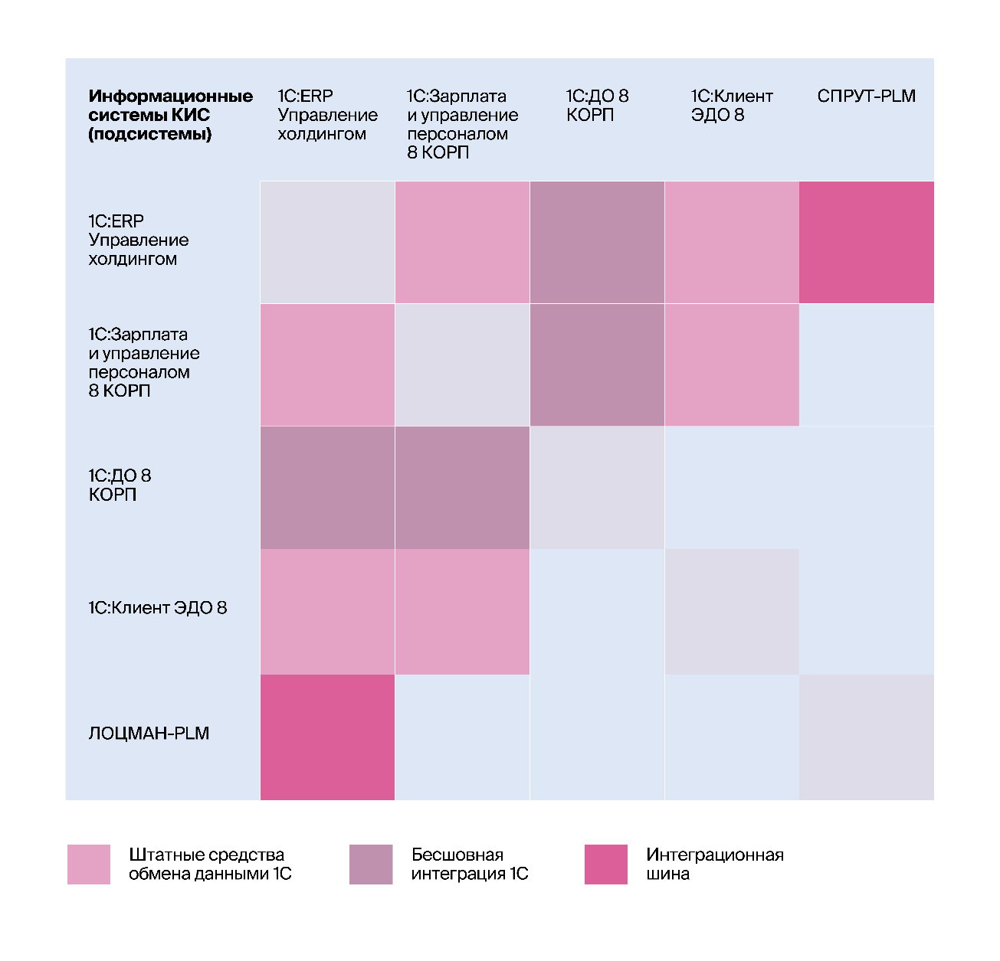 Информационные
системы КИС
(подсистемы)
1С:ERP
Управление
холдингом
1С:Зарплата
и управление
персоналом
8 КОРП
1С:ДО 8
КОРП
1С:Клиент
ЭДО 8
СПРУТ-PLM
1С:ERP
Управление
холдингом
1С:Зарплата
и управление
персоналом
8 КОРП
1С:ДО 8
КОРП
1С:Клиент ЭДО 8
ЛОЦМАН-PLM
Штатные средства
обмена данными 1С
Бесшовная
интеграция 1С
Интеграционная
шина